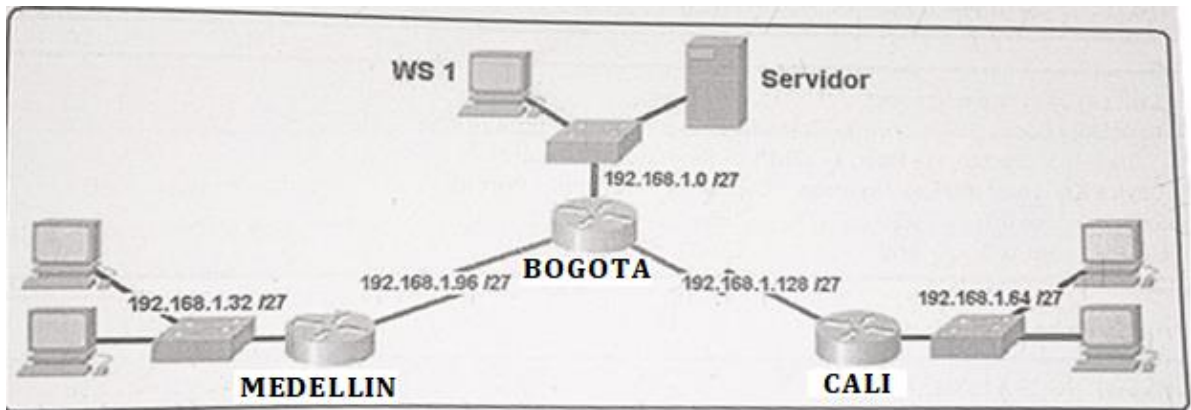 WS 1
Servidor
192.168.1.0 /27
BOGOTA
192.168.1.96 /27
192.168.1.128 /27
192.168.1.32 /27
192.168.1.64 /27
MEDELLIN
CALI